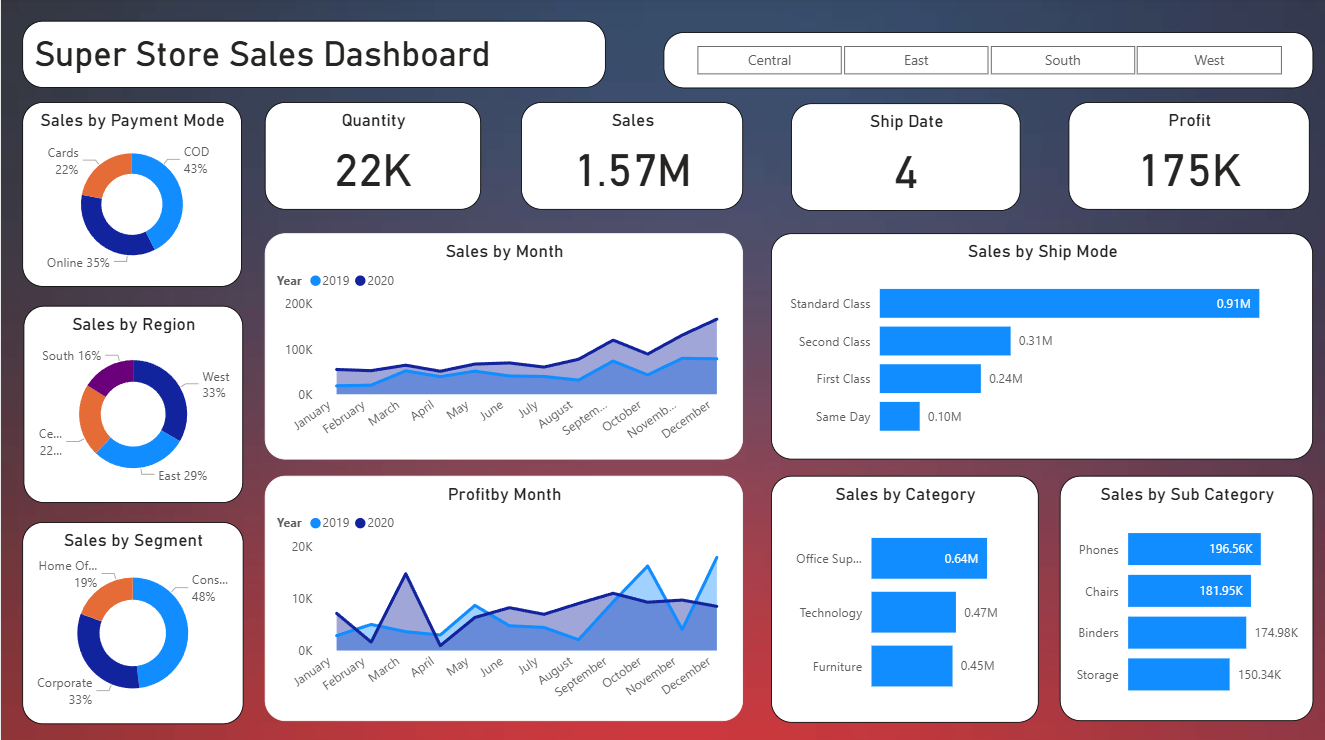 Super Store Sales Dashboard
Central
East
South
West
Sales by Payment Mode
Cards
22%
COD
43%
Online 35%
Quantity
22K
Sales
1.57M
Ship Date
4
Profit
175K
Sales by Region
South 16%
West
33%
Ce...
22...
East 29%
Sales by Month
Year 2019 2020
200K
100K
0K
January
February
March
April
May
June
July
August
Septem...
October
Novemb...
December
Sales by Ship Mode
Standard Class 0.91M
Second Class 0.31M
First Class 0.24M
Same Day 0.10M
Sales by Segment
Home Of...
19%
Cons...
48%
Corporate
33%
Profitby Month
Year 2019 2020
20K
10K
0K
January
February
March
April
May
June
July
August
September
October
November
December
Sales by Category
Office Sup... 0.64M
Technology 0.47M
Furniture 0.45M
Sales by Sub Category
Phones 196.56K
Chairs 181.95K
Binders 174.98K
Storage 150.34K